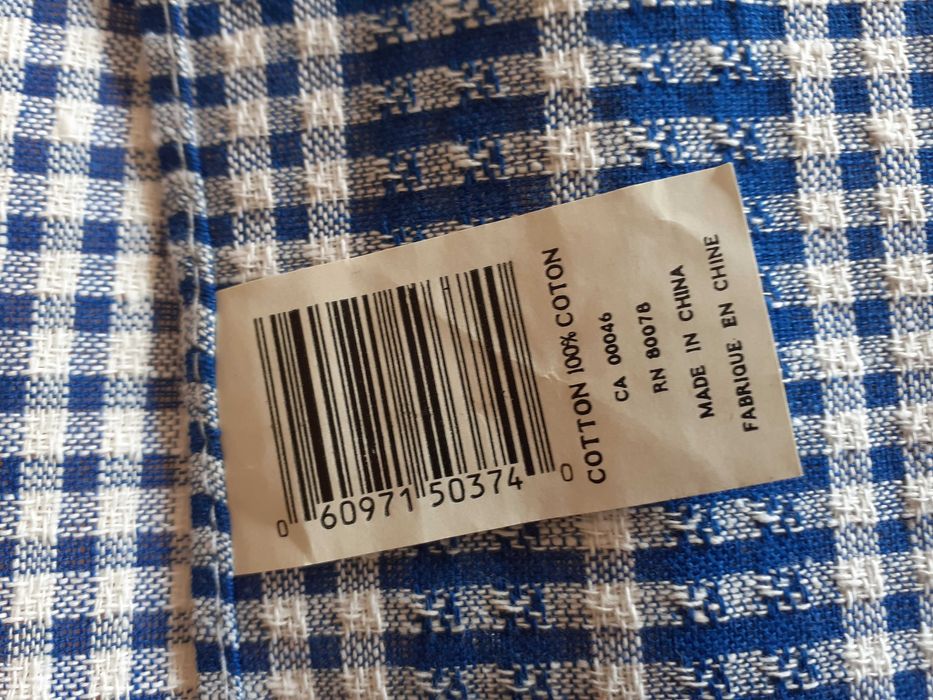 0 60971 50374 0
COTTON 100% COTON
CA 00046
RN 80078
MADE IN CHINA
FABRIQUE EN CHINE